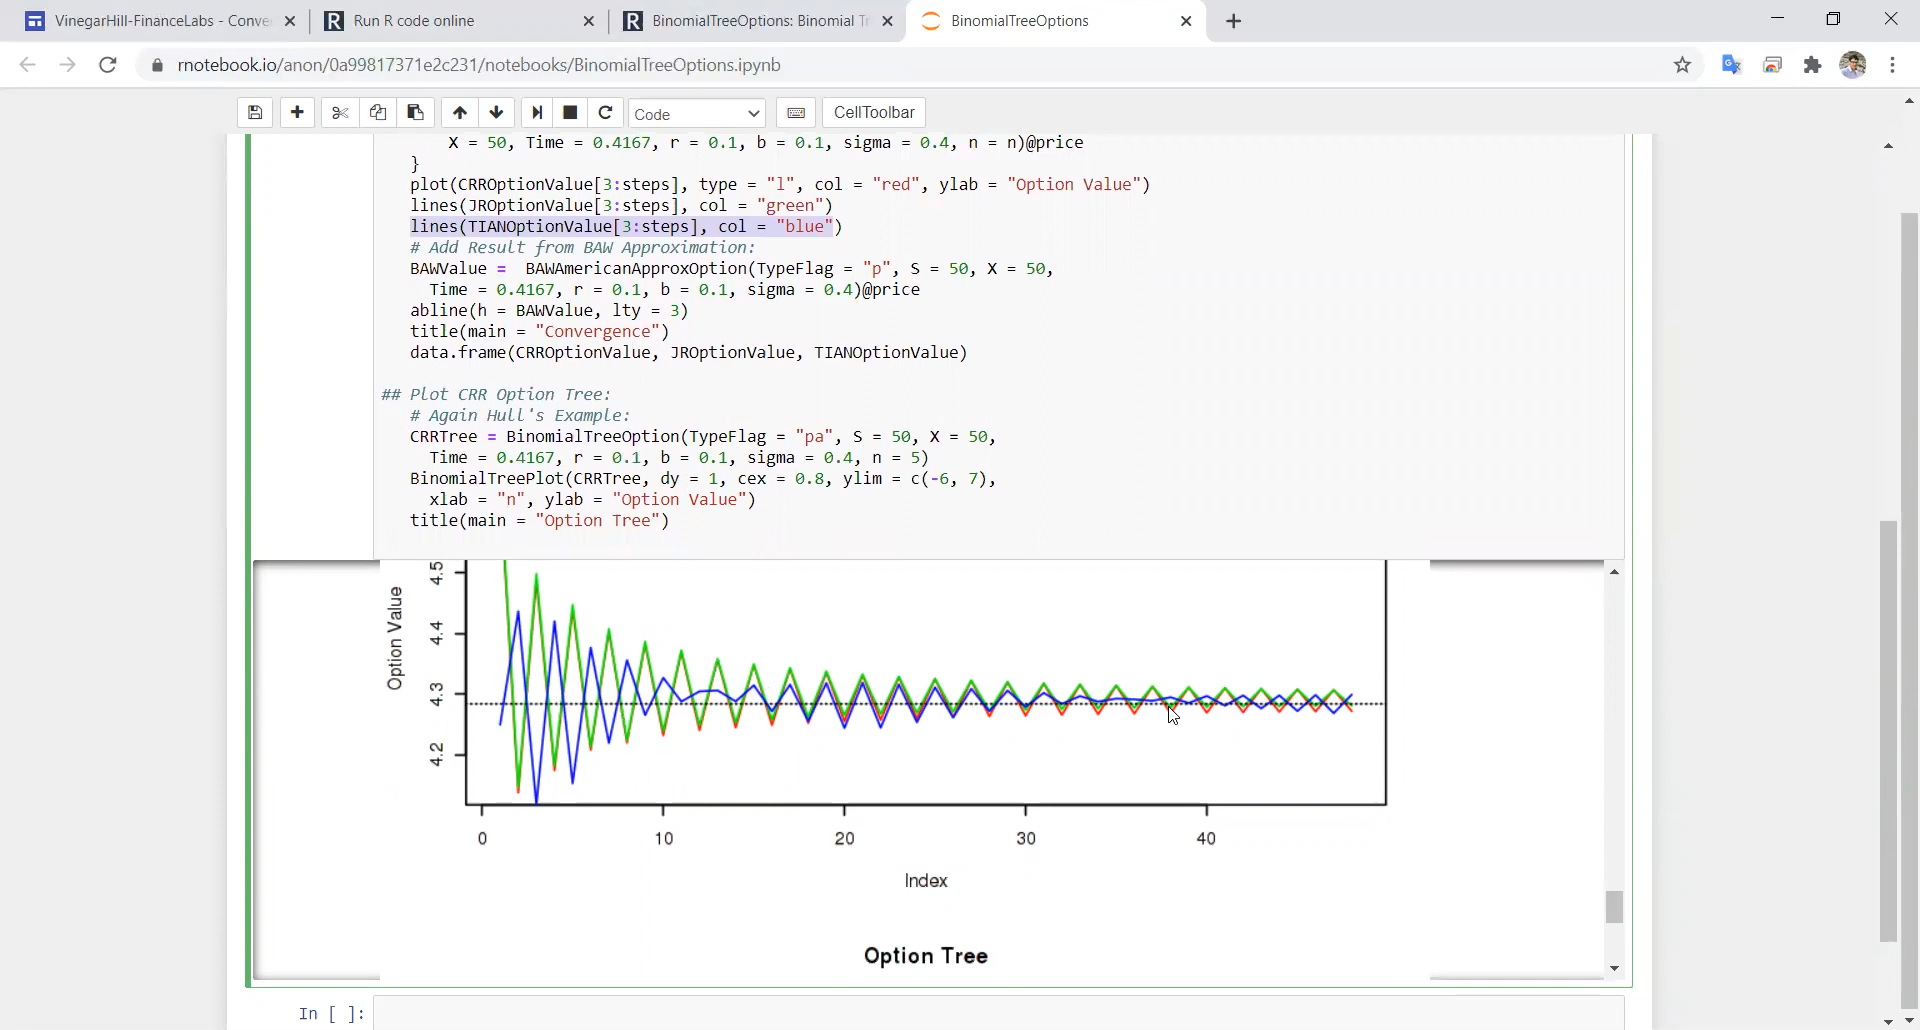 VinegarHill-FinanceLabs - Conve
Run R code online
BinomialTreeOptions: Binomial Tr
BinomialTreeOptions
rnotebook.io/anon/0a99817371e2c231/notebooks/BinomialTreeOptions.ipynb
Code
CellToolbar
X = 50, Time = 0.4167, r = 0.1, b = 0.1, sigma = 0.4, n = n)@price
}
plot(CRROptionValue[3:steps], type = "l", col = "red", ylab = "Option Value")
lines(JROptionValue[3:steps], col = "green")
lines(TIANOptionValue[3:steps], col = "blue")
# Add Result from BAW Approximation:
BAWValue =  BAWAmericanApproxOption(TypeFlag = "p", S = 50, X = 50,
Time = 0.4167, r = 0.1, b = 0.1, sigma = 0.4)@price
abline(h = BAWValue, lty = 3)
title(main = "Convergence")
data.frame(CRROptionValue, JROptionValue, TIANOptionValue)
## Plot CRR Option Tree:
# Again Hull's Example:
CRRTree = BinomialTreeOption(TypeFlag = "pa", S = 50, X = 50,
Time = 0.4167, r = 0.1, b = 0.1, sigma = 0.4, n = 5)
BinomialTreePlot(CRRTree, dy = 1, cex = 0.8, ylim = c(-6, 7),
xlab = "n", ylab = "Option Value")
title(main = "Option Tree")
Option Value
4.5
4.4
4.3
4.2
0 10 20 30 40
Index
Option Tree
In [ ]: